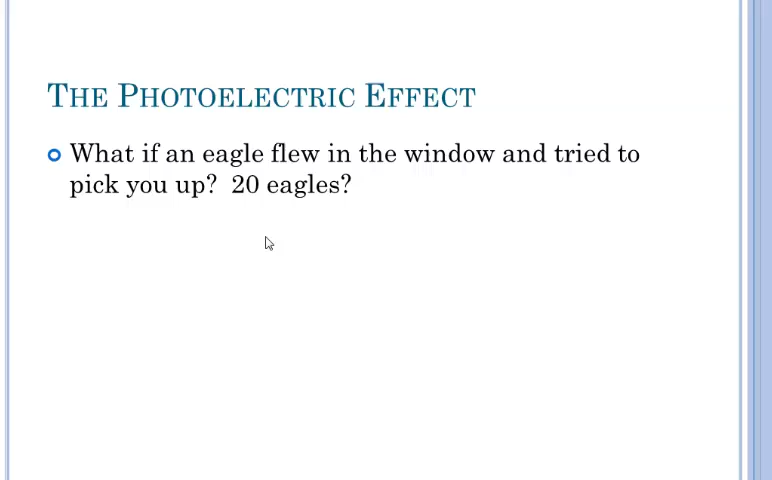 The Photoelectric Effect
What if an eagle flew in the window and tried to
pick you up? 20 eagles?